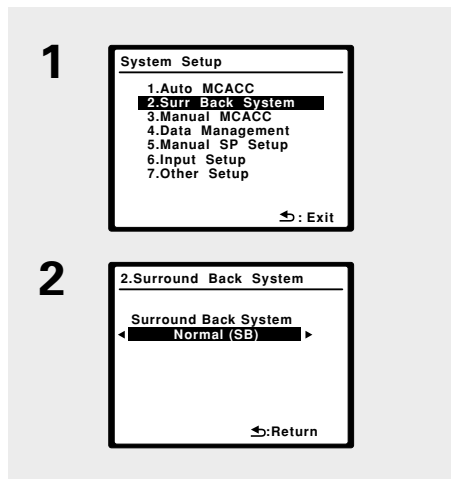 1
System Setup
1.Auto MCACC
2.Surr Back System
3.Manual MCACC
4.Data Management
5.Manual SP Setup
6.Input Setup
7.Other Setup
: Exit
2
2.Surround Back System
Surround Back System
Normal (SB)
:Return